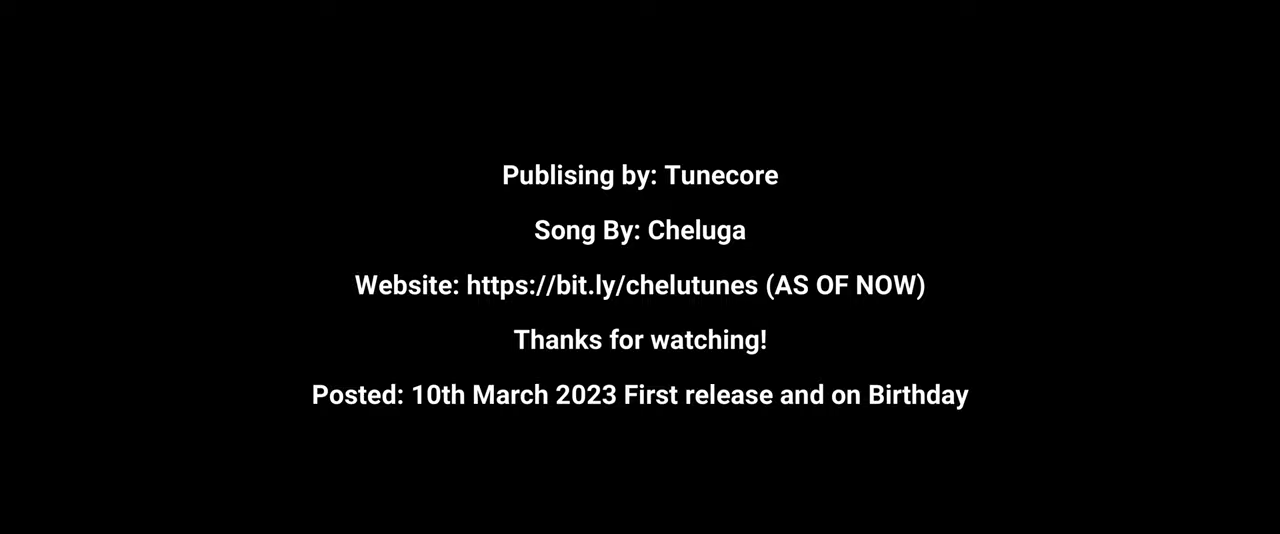 Publising by: Tunecore
Song By: Cheluga
Website: https://bit.ly/chelutunes (AS OF NOW)
Thanks for watching!
Posted: 10th March 2023 First release and on Birthday